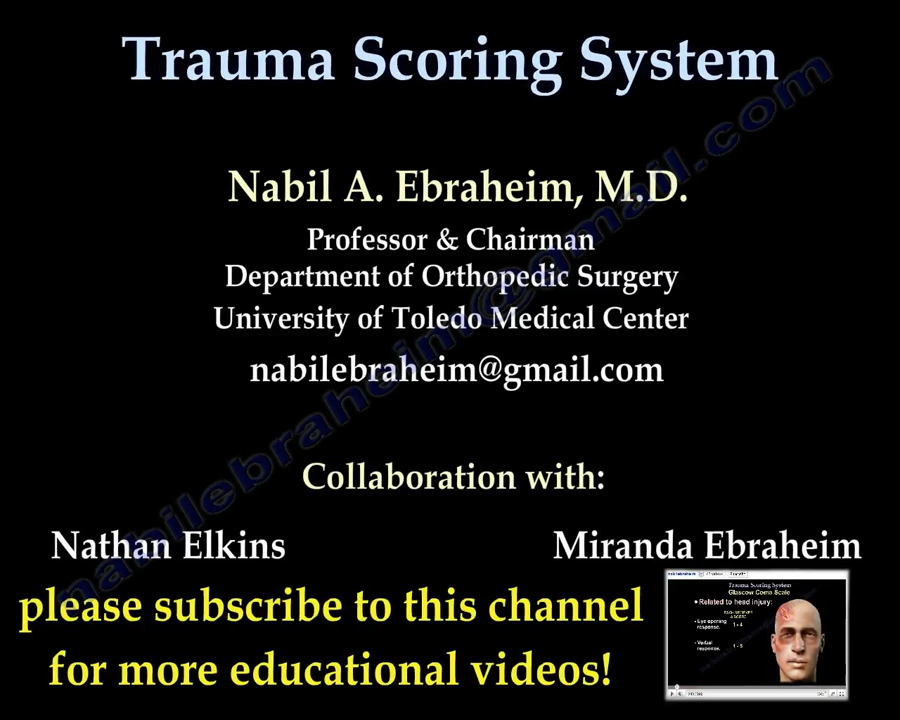 Trauma Scoring System
Nabil A. Ebraheim, M.D.
Professor & Chairman
Department of Orthopedic Surgery
University of Toledo Medical Center
nabilebraheim@gmail.com
nabilebraheim@gmail.com
Collaboration with:
Nathan Elkins Miranda Ebraheim
please subscribe to this channel
for more educational videos!
Trauma Scoring System
Glascow Coma Scale
• Related to head injury:
• Eye opening
response.
1 - 4
• Verbal
response.
1 - 5